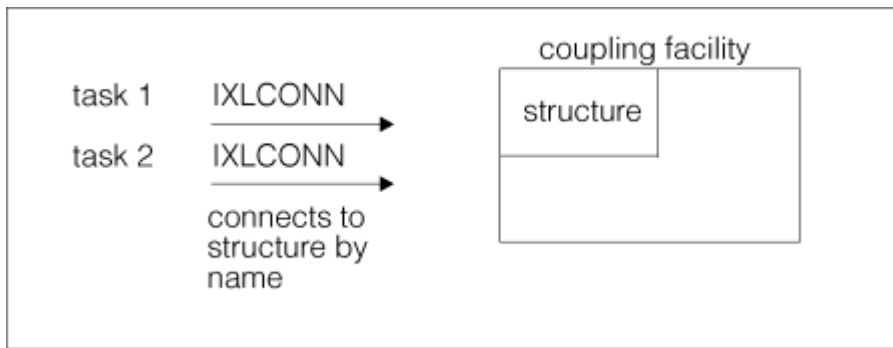 coupling facility
task 1 IXLCONN
structure
task 2 IXLCONN
connects to
structure by
name